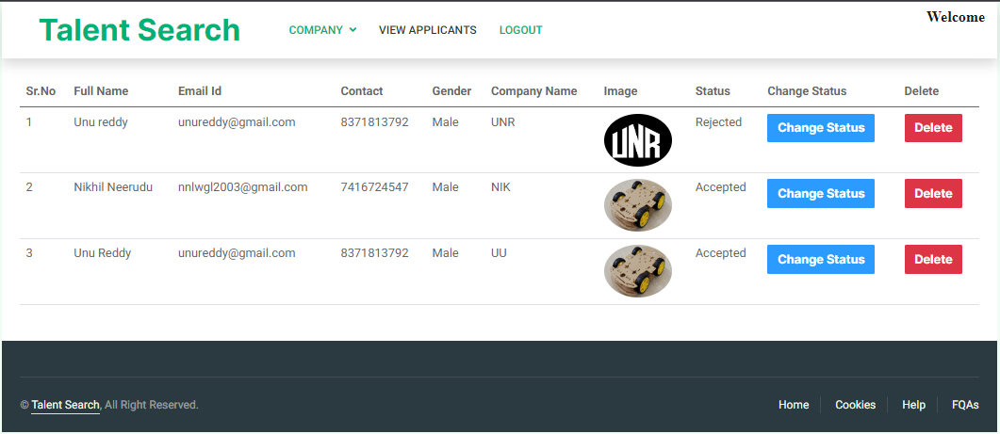 Welcome
Talent Search COMPANY VIEW APPLICANTS LOGOUT
Sr.No Full Name Email Id Contact Gender Company Name Image Status Change Status Delete
1 Unu reddy unureddy@gmail.com 8371813792 Male UNR UNR Rejected Change Status Delete
2 Nikhil Neerudu nnlwgl2003@gmail.com 7416724547 Male NIK Accepted Change Status Delete
3 Unu Reddy unureddy@gmail.com 8371813792 Male UU Accepted Change Status Delete
© Talent Search, All Right Reserved. Home Cookies Help FQAs